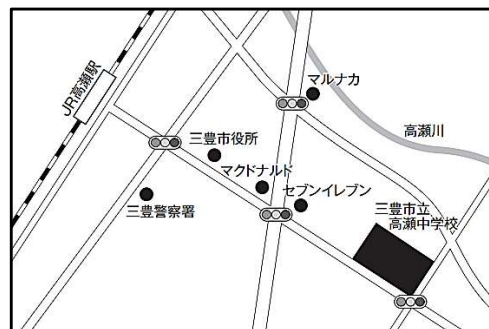 マルナカ
JR高瀬駅
高瀬川
三豊市役所
マクドナルド
セブンイレブン
三豊警察署
三豊市立
高瀬中学校